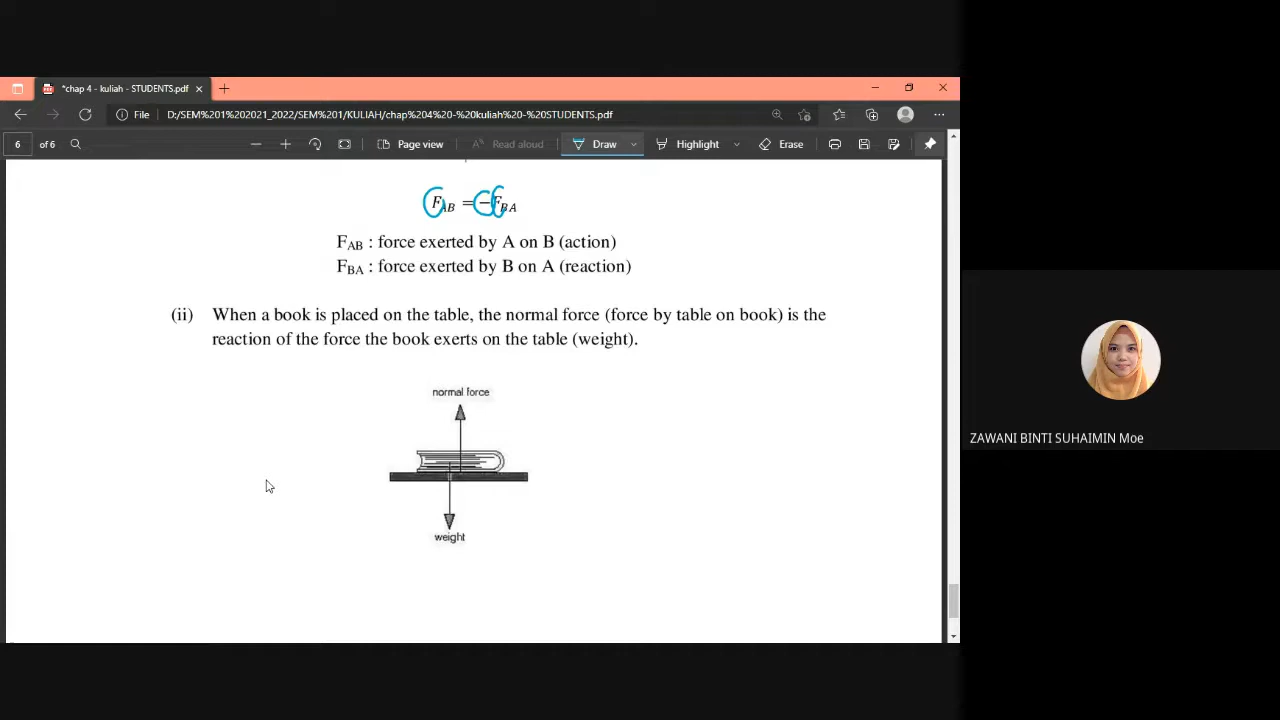 *chap 4 - kuliah - STUDENTS.pdf
File D:/SEM%201%202021_2022/SEM%201/KULIAH/chap%204%20-%20kuliah%20-%20STUDENTS.pdf
6 of 6 Page view Read aloud Draw Highlight Erase
F_AB = −F_BA
F_AB : force exerted by A on B (action)
F_BA : force exerted by B on A (reaction)
(ii) When a book is placed on the table, the normal force (force by table on book) is the
reaction of the force the book exerts on the table (weight).
normal force
weight
ZAWANI BINTI SUHAIMIN Moe